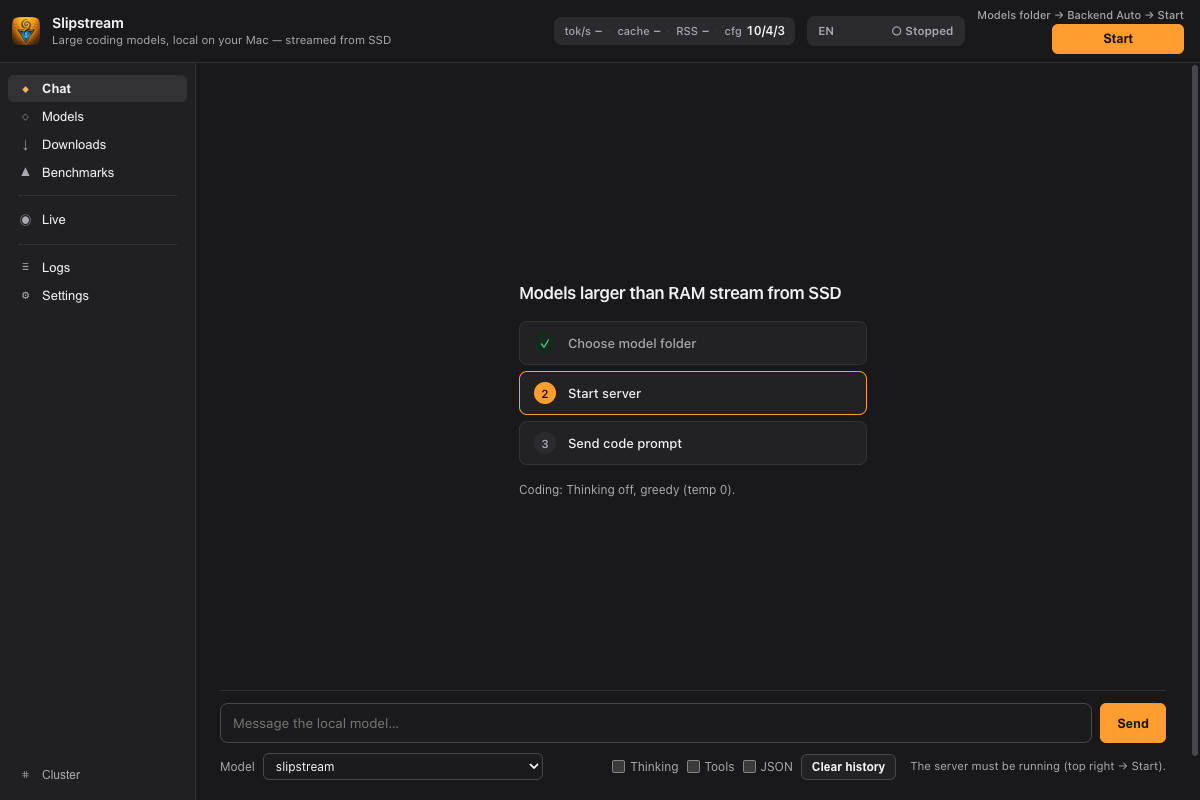 Slipstream
Large coding models, local on your Mac — streamed from SSD
tok/s – · cache – · RSS – · cfg 10/4/3
EN
Stopped
Models folder → Backend Auto → Start
Start
Chat
Models
Downloads
Benchmarks
Live
Logs
Settings
Cluster
Models larger than RAM stream from SSD
✓ Choose model folder
2 Start server
3 Send code prompt
Coding: Thinking off, greedy (temp 0).
Message the local model…
Send
Model slipstream
Thinking
Tools
JSON
Clear history
The server must be running (top right → Start).